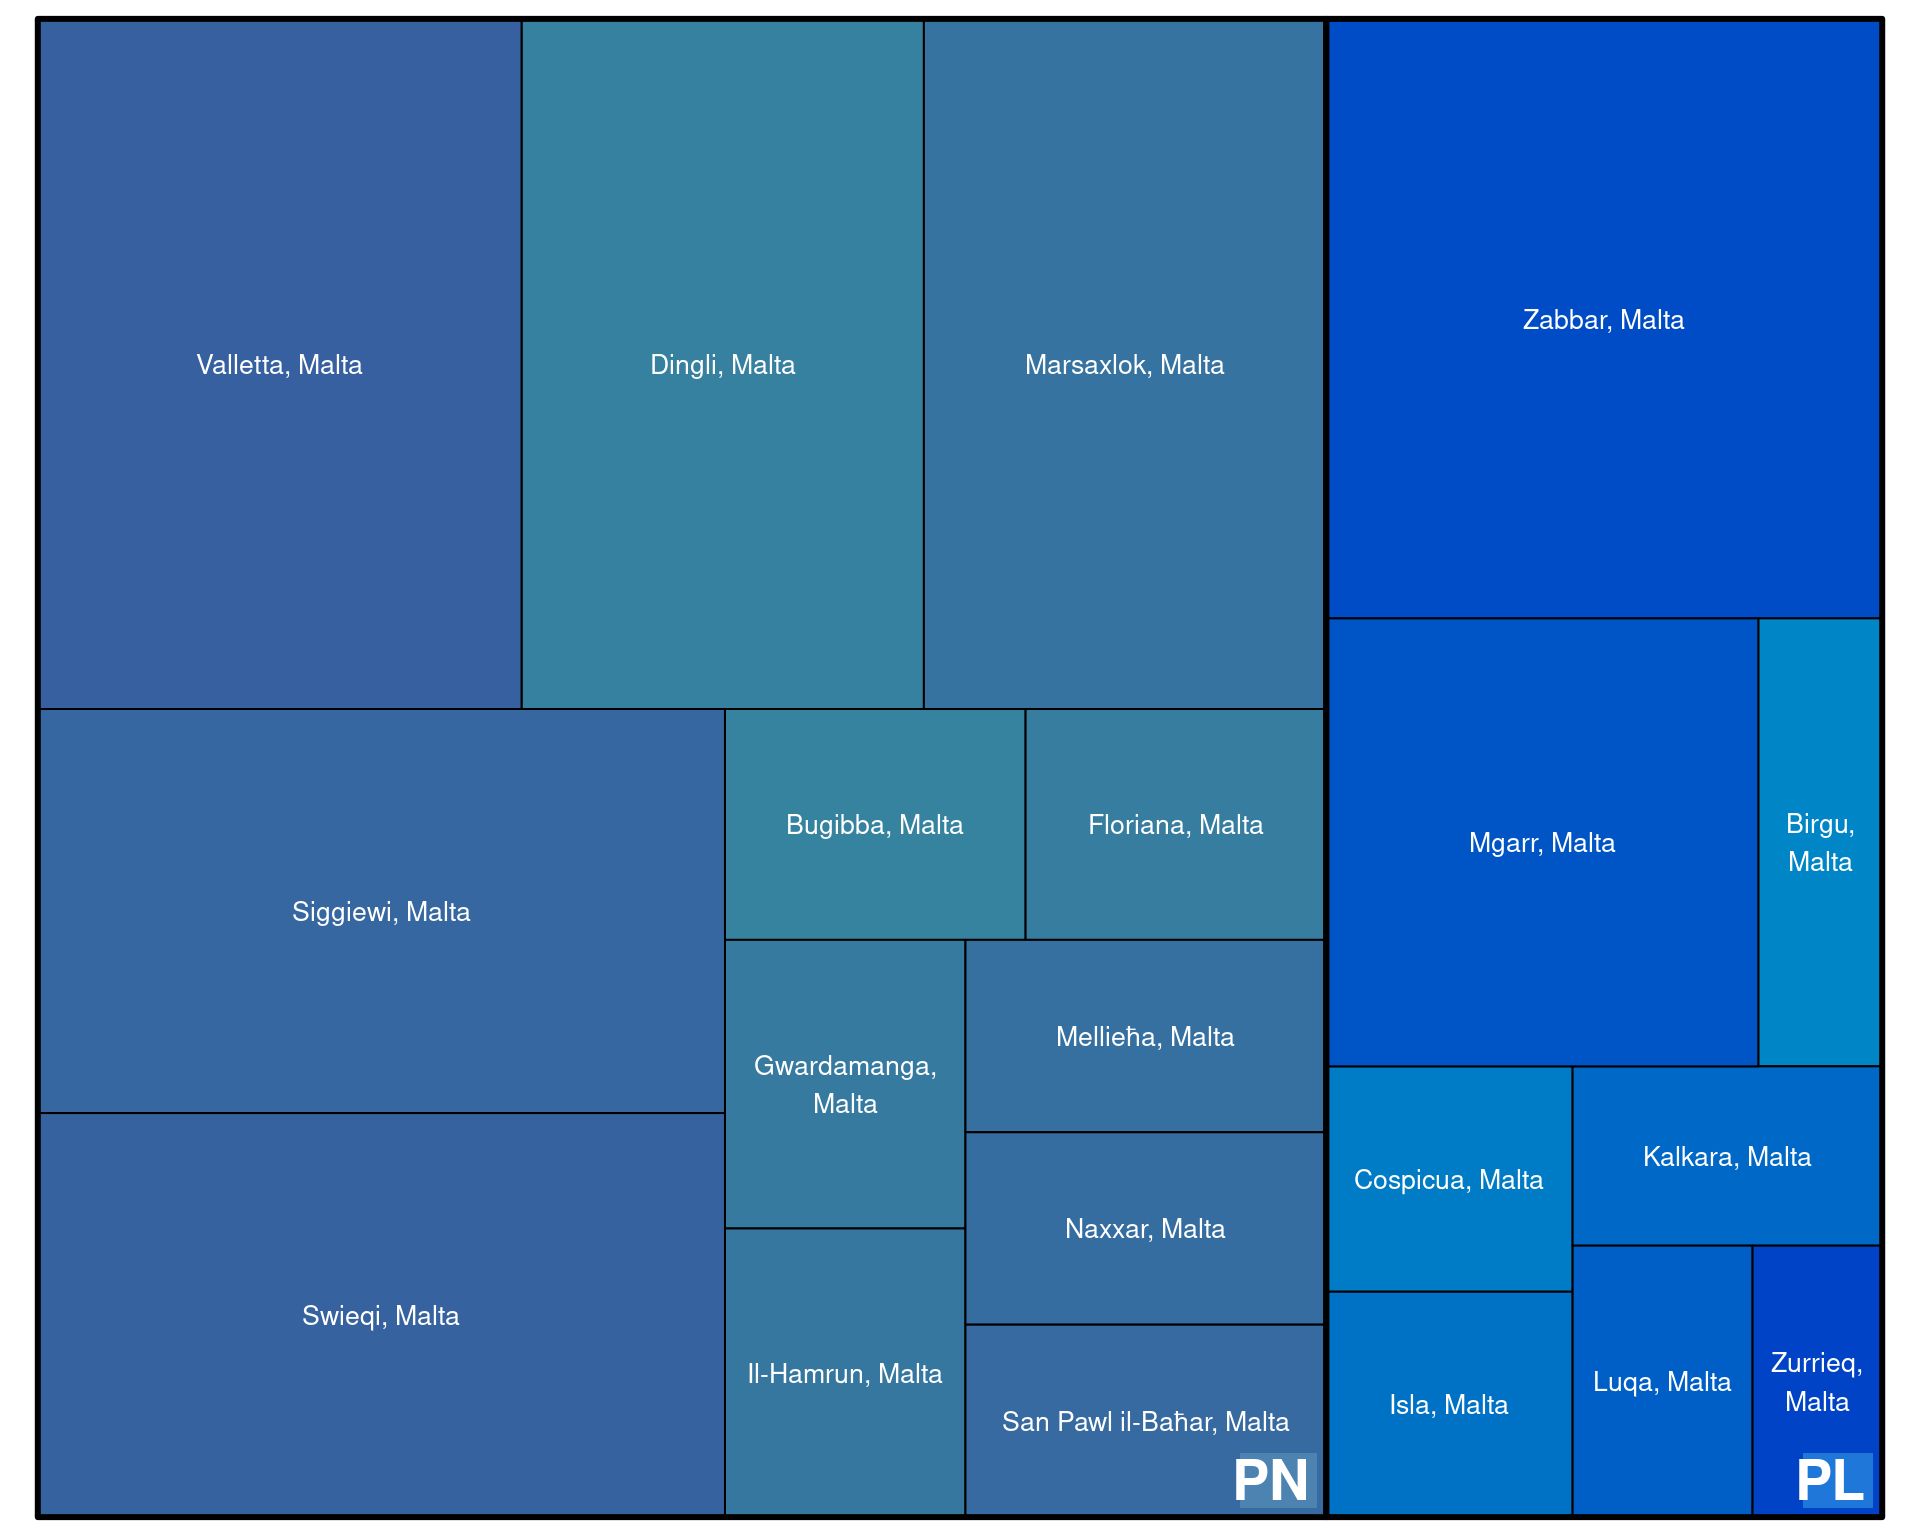 Valletta, Malta
Dingli, Malta
Marsaxlok, Malta
Zabbar, Malta
Siggiewi, Malta
Bugibba, Malta
Floriana, Malta
Mgarr, Malta
Birgu,
Malta
Gwardamanga,
Malta
Mellieħa, Malta
Naxxar, Malta
Cospicua, Malta
Kalkara, Malta
Swieqi, Malta
Il-Hamrun, Malta
San Pawl il-Baħar, Malta
Isla, Malta
Luqa, Malta
Zurrieq,
Malta
PN
PL